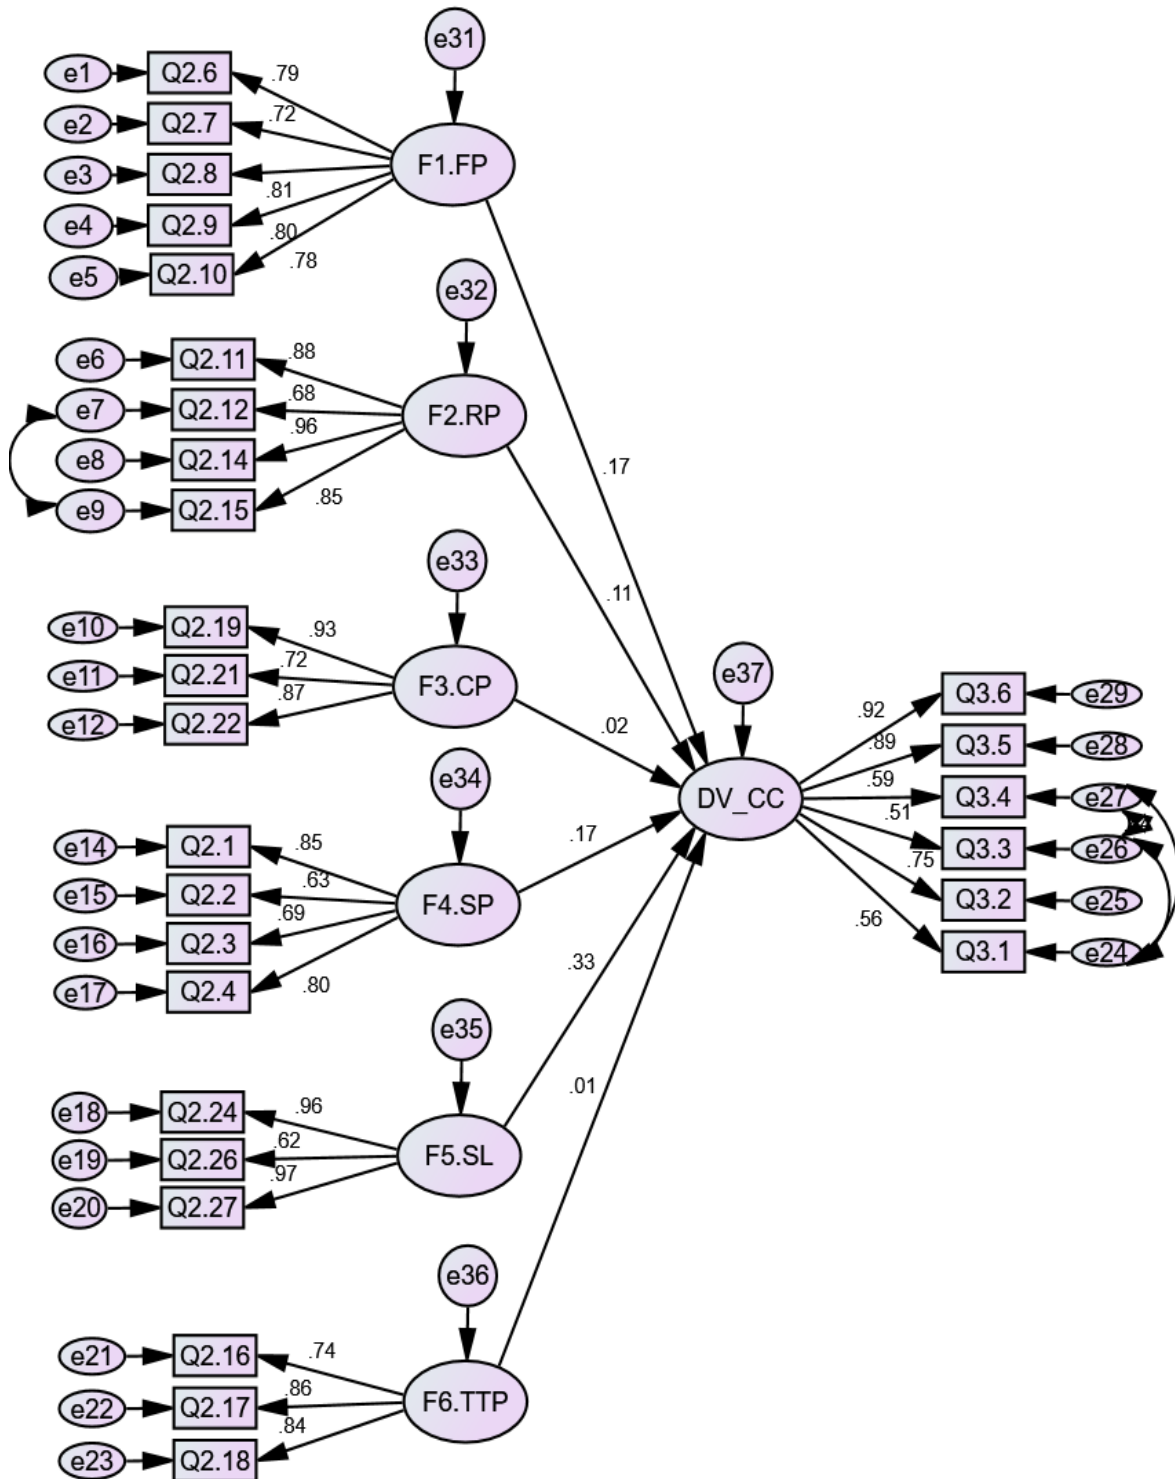 e31
e1 Q2.6 .79
e2 Q2.7 .72
e3 Q2.8 .81
e4 Q2.9 .80
e5 Q2.10 .78
F1.FP
.17
e32
e6 Q2.11 .88
e7 Q2.12 .68
e8 Q2.14 .96
e9 Q2.15 .85
F2.RP
.11
e33
e10 Q2.19 .93
e11 Q2.21 .72
e12 Q2.22 .87
F3.CP
.02
e34
e14 Q2.1 .85
e15 Q2.2 .63
e16 Q2.3 .69
e17 Q2.4 .80
F4.SP
.17
e35
e18 Q2.24 .96
e19 Q2.26 .62
e20 Q2.27 .97
F5.SL
.33
e36
e21 Q2.16 .74
e22 Q2.17 .86
e23 Q2.18 .84
F6.TTP
.01
e37
DV_CC
.92 Q3.6 e29
.89 Q3.5 e28
.59 Q3.4 e27
.51 Q3.3 e26
.75 Q3.2 e25
.56 Q3.1 e24